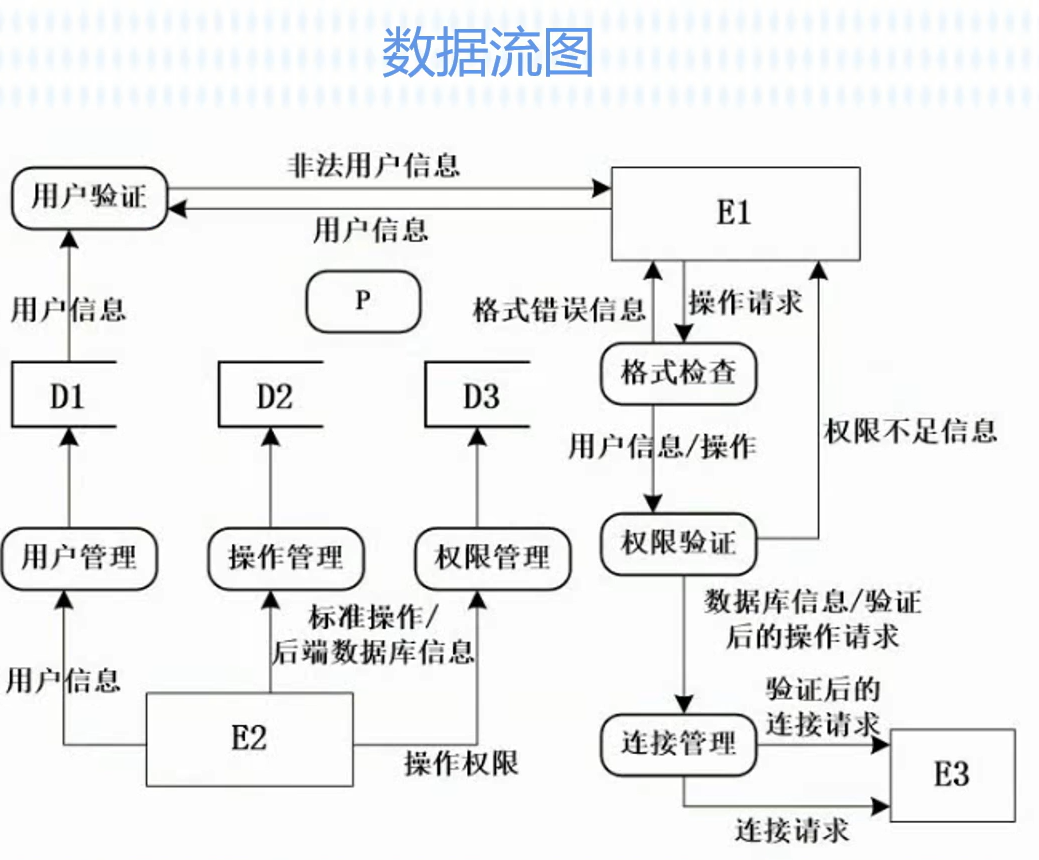 数据流图
非法用户信息
用户验证
E1
用户信息
P
用户信息
格式错误信息
操作请求
格式检查
D1
D2
D3
用户信息/操作
权限不足信息
用户管理
操作管理
权限管理
权限验证
标准操作/
后端数据库信息
数据库信息/验证
后的操作请求
用户信息
E2
操作权限
验证后的
连接请求
连接管理
E3
连接请求